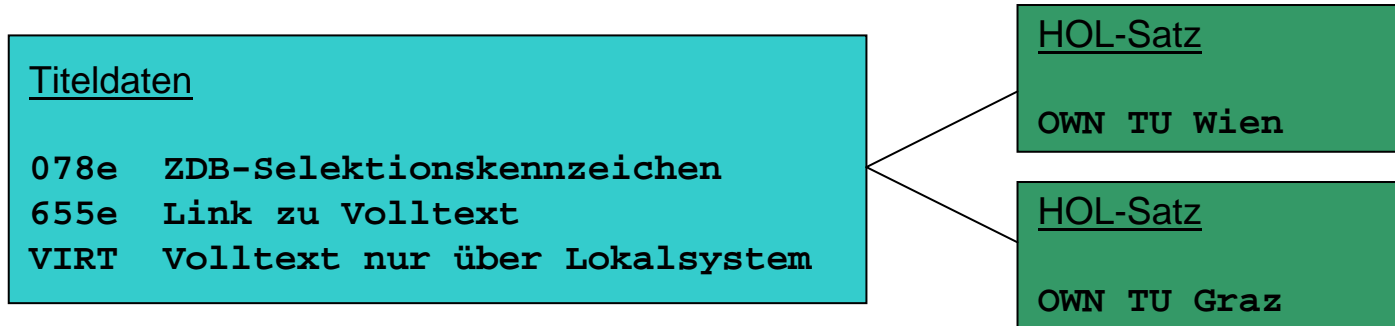 Titeldaten
078e ZDB-Selektionskennzeichen
655e Link zu Volltext
VIRT Volltext nur über Lokalsystem
HOL-Satz
OWN TU Wien
HOL-Satz
OWN TU Graz